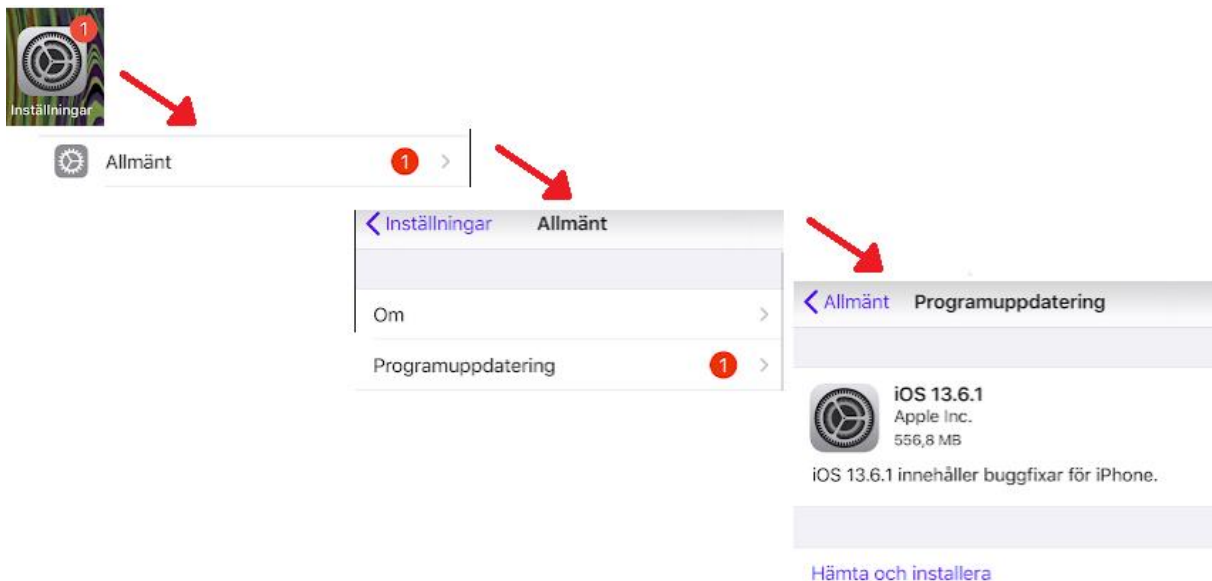 1
Inställningar
Allmänt 1
Inställningar Allmänt
Om
Programuppdatering 1
Allmänt Programuppdatering
iOS 13.6.1
Apple Inc.
556,8 MB
iOS 13.6.1 innehåller buggfixar för iPhone.
Hämta och installera